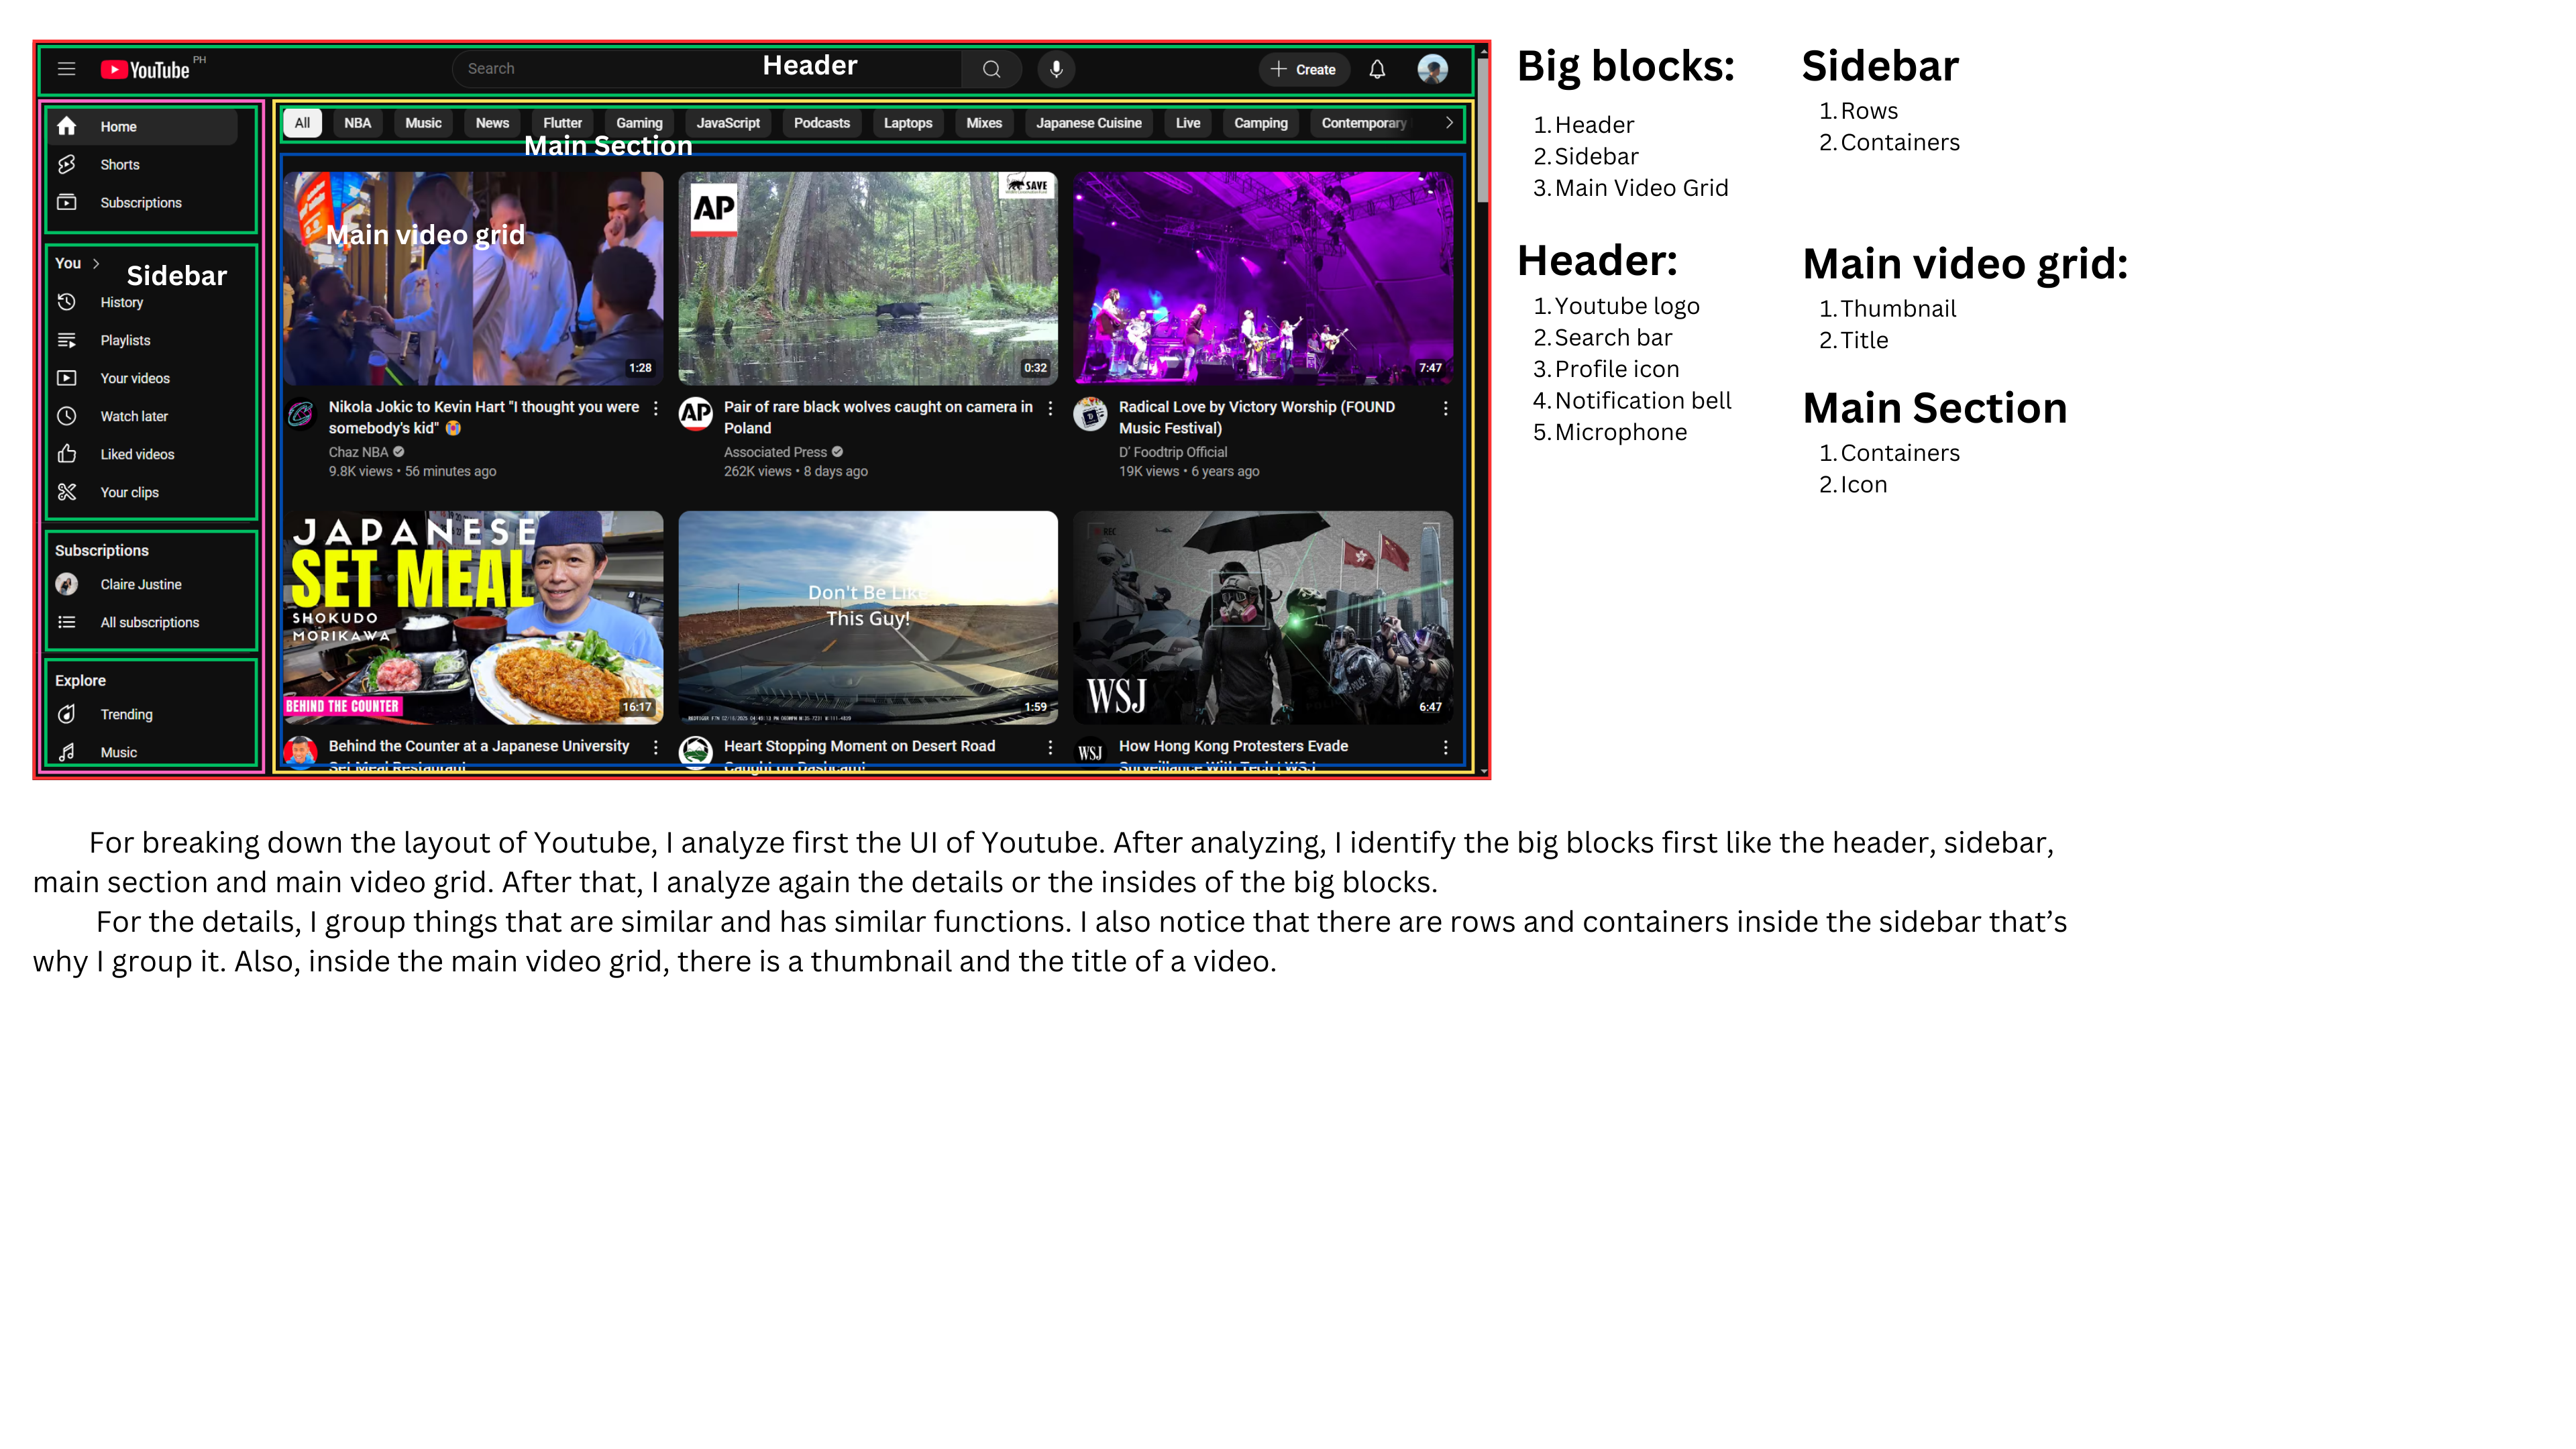 YouTube PH
Search
Header
Create
Home
Shorts
Subscriptions
You
Sidebar
History
Playlists
Your videos
Watch later
Liked videos
Your clips
Subscriptions
Claire Justine
All subscriptions
Explore
Trending
Music
All NBA Music News Flutter Gaming JavaScript Podcasts Laptops Mixes Japanese Cuisine Live Camping Contemporary
Main Section
Main video grid
1:28
AP
SAVE
0:32
7:47
Nikola Jokic to Kevin Hart "I thought you were
somebody's kid" 😭
Chaz NBA
9.8K views • 56 minutes ago
AP
Pair of rare black wolves caught on camera in
Poland
Associated Press
262K views • 8 days ago
Radical Love by Victory Worship (FOUND
Music Festival)
D' Foodtrip Official
19K views • 6 years ago
JAPANESE
SET MEAL
SHOKUDO
MORIKAWA
BEHIND THE COUNTER
16:17
Don't Be Like
This Guy!
1:59
REC
WSJ
6:47
Behind the Counter at a Japanese University
Set Meal Restaurant
Heart Stopping Moment on Desert Road
Caught on Dashcam!
WSJ
How Hong Kong Protesters Evade
Surveillance With Tech | WSJ
Big blocks:
1. Header
2. Sidebar
3. Main Video Grid
Header:
1. Youtube logo
2. Search bar
3. Profile icon
4. Notification bell
5. Microphone
Sidebar
1. Rows
2. Containers
Main video grid:
1. Thumbnail
2. Title
Main Section
1. Containers
2. Icon
For breaking down the layout of Youtube, I analyze first the UI of Youtube. After analyzing, I identify the big blocks first like the header, sidebar,
main section and main video grid. After that, I analyze again the details or the insides of the big blocks.
For the details, I group things that are similar and has similar functions. I also notice that there are rows and containers inside the sidebar that's
why I group it. Also, inside the main video grid, there is a thumbnail and the title of a video.